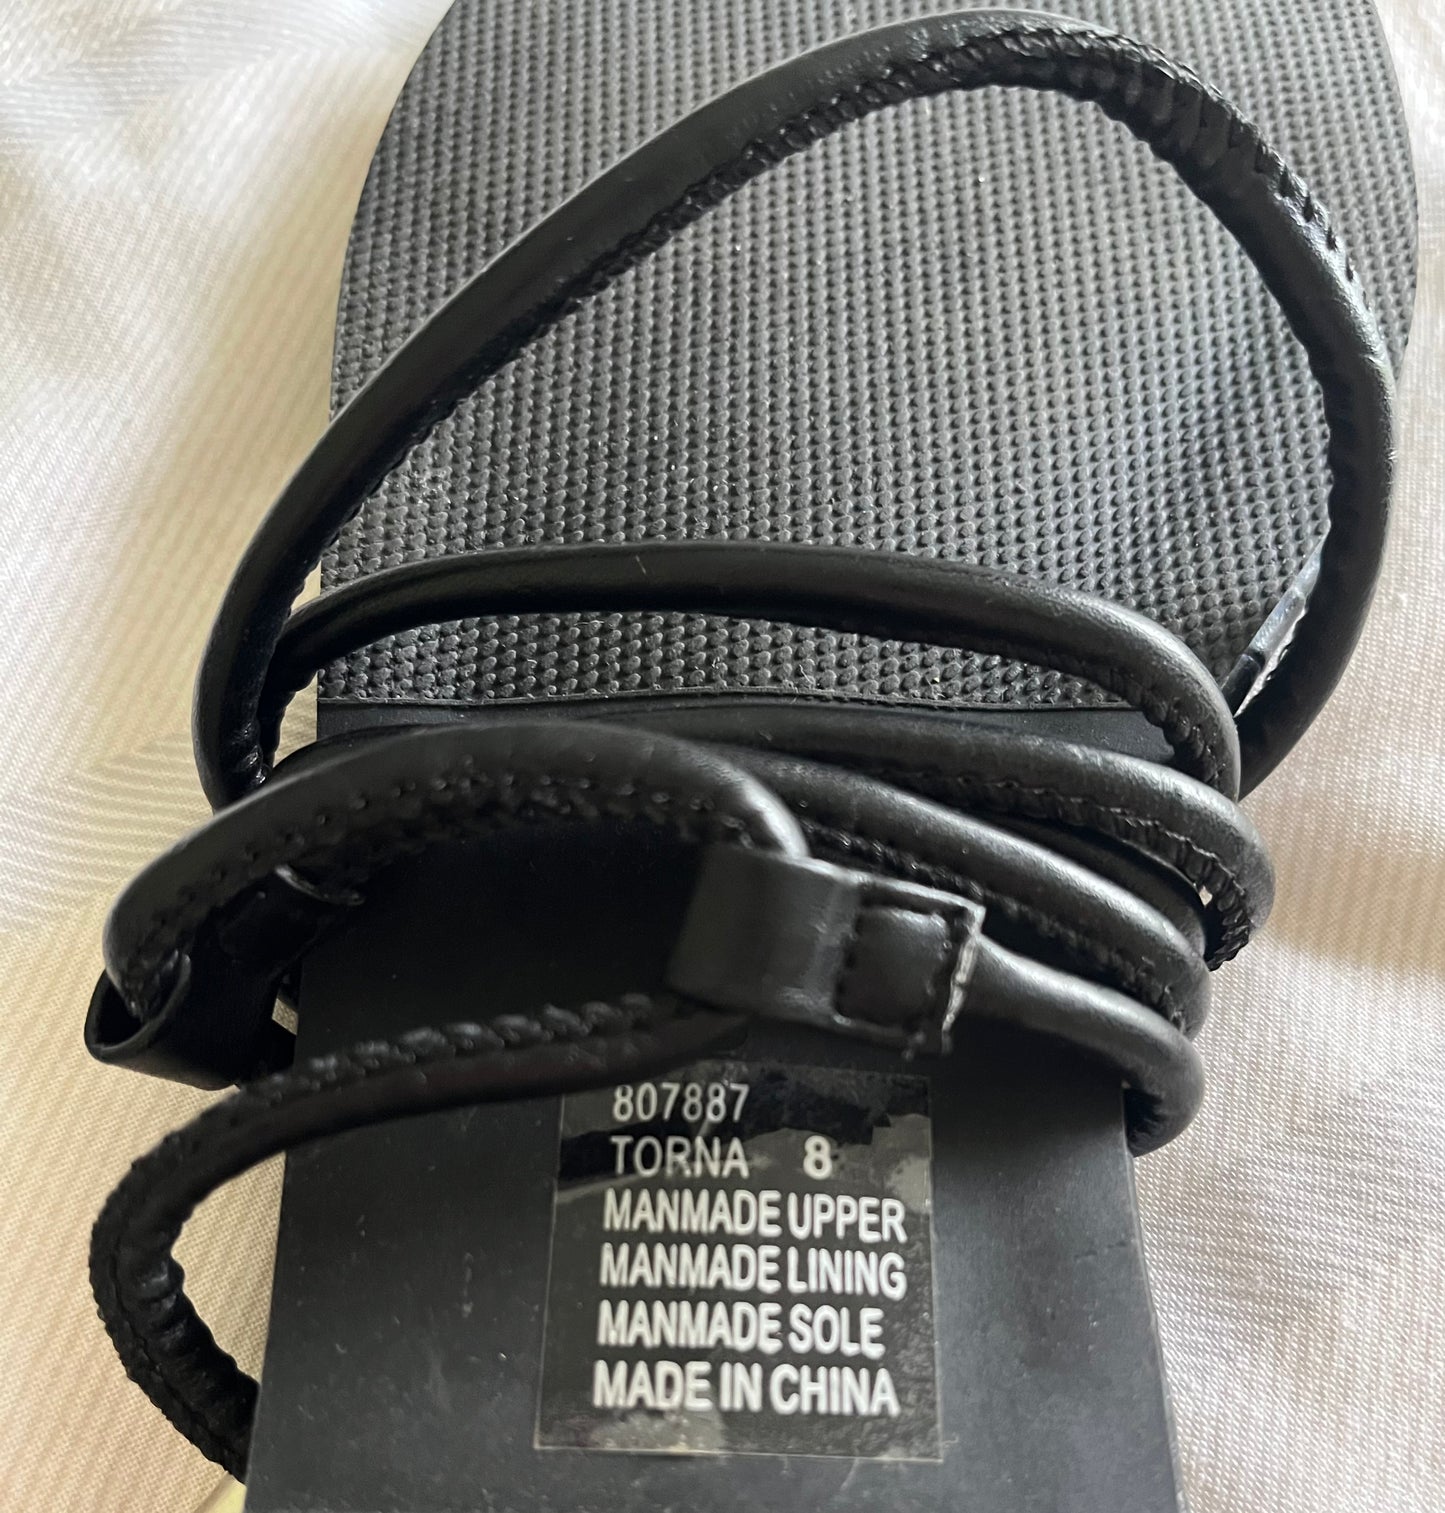 807887
TORNA 8
MANMADE UPPER
MANMADE LINING
MANMADE SOLE
MADE IN CHINA